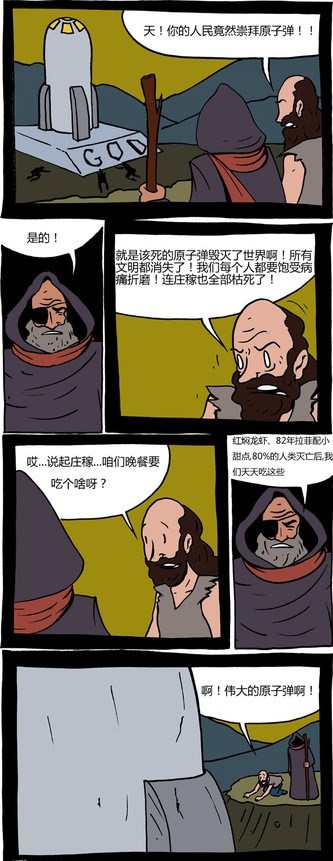 天！你的人民竟然崇拜原子弹！！
GOD
是的！
就是该死的原子弹毁灭了世界啊！所有
文明都消失了！我们每个人都要饱受病
痛折磨！连庄稼也全部枯死了！
哎...说起庄稼...咱们晚餐要
吃个啥呀？
红焖龙虾、82年拉菲配小
甜点,80%的人类灭亡后,我
们天天吃这些
啊！伟大的原子弹啊！